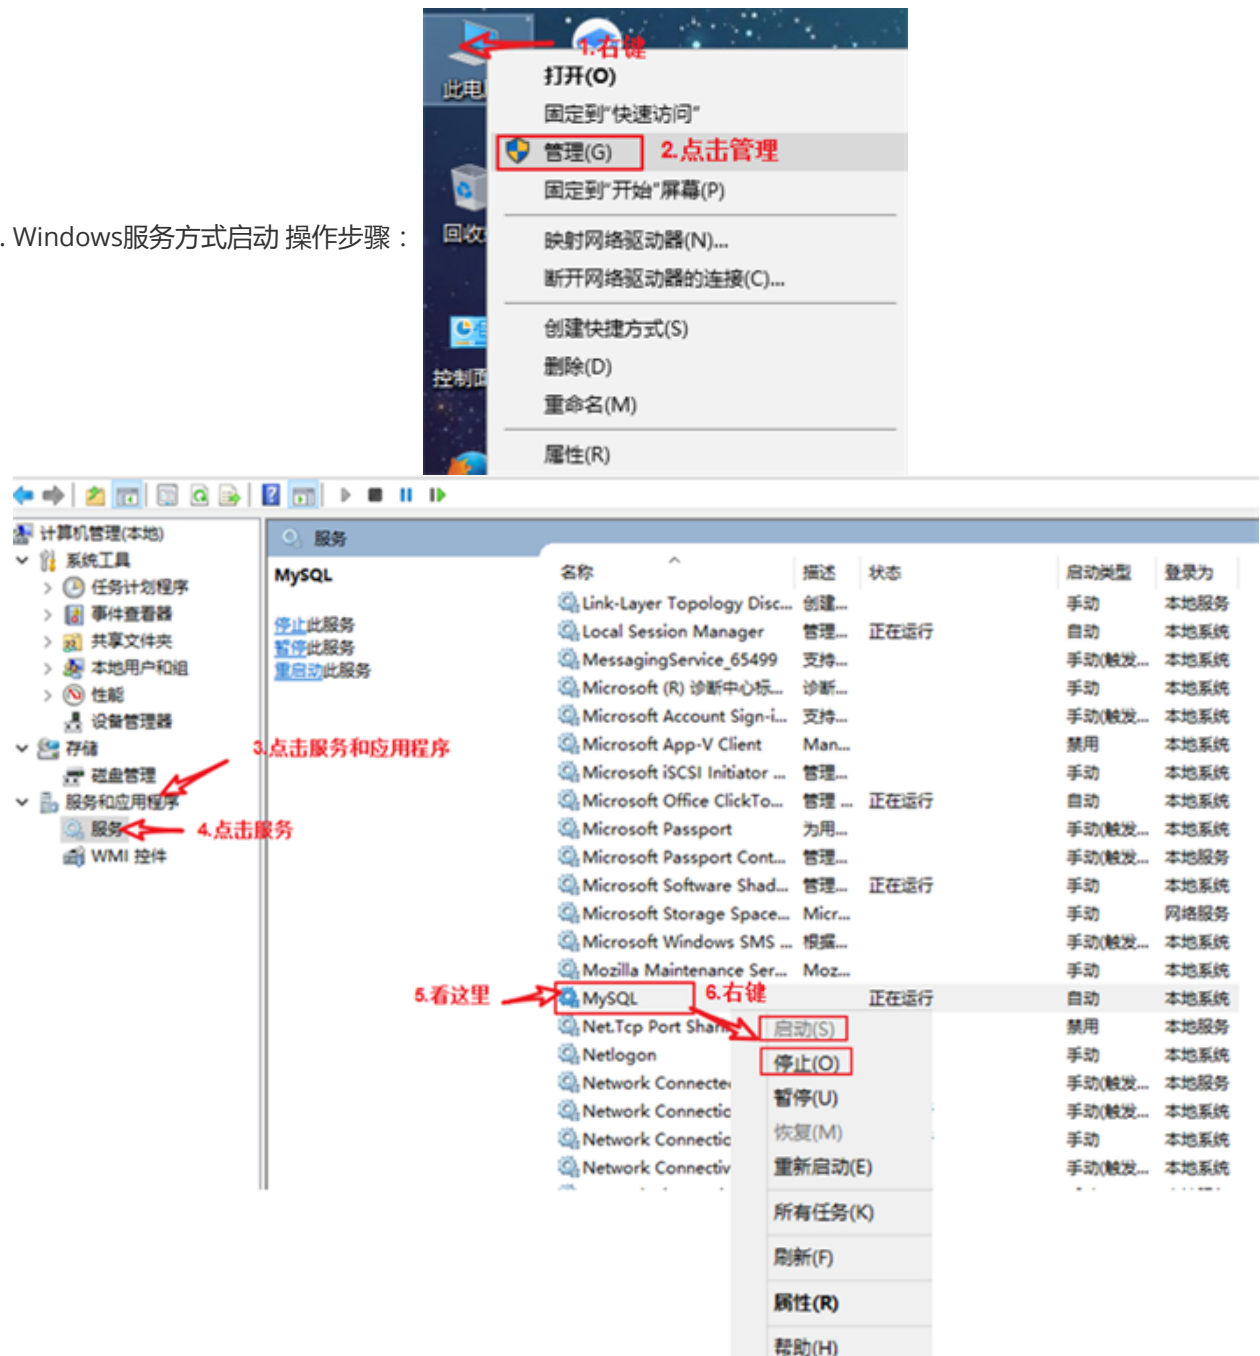 1.右键
此电
打开(O)
固定到"快速访问"
管理(G)
2.点击管理
固定到"开始"屏幕(P)
. Windows服务方式启动 操作步骤：
回收
映射网络驱动器(N)...
断开网络驱动器的连接(C)...
创建快捷方式(S)
控制面
删除(D)
重命名(M)
属性(R)
计算机管理(本地)
系统工具
任务计划程序
事件查看器
共享文件夹
本地用户和组
性能
设备管理器
存储
磁盘管理
服务和应用程序
服务
WMI 控件
3.点击服务和应用程序
4.点击服务
服务
MySQL
停止此服务
暂停此服务
重启动此服务
名称 描述 状态 启动类型 登录为
Link-Layer Topology Disc... 创建... 手动 本地服务
Local Session Manager 管理... 正在运行 自动 本地系统
MessagingService_65499 支持... 手动(触发... 本地系统
Microsoft (R) 诊断中心标... 诊断... 手动 本地系统
Microsoft Account Sign-i... 支持... 手动(触发... 本地系统
Microsoft App-V Client Man... 禁用 本地系统
Microsoft iSCSI Initiator ... 管理... 手动 本地系统
Microsoft Office ClickTo... 管理 ... 正在运行 自动 本地系统
Microsoft Passport 为用... 手动(触发... 本地系统
Microsoft Passport Cont... 管理... 手动(触发... 本地服务
Microsoft Software Shad... 管理... 正在运行 手动 本地系统
Microsoft Storage Space... Micr... 手动 网络服务
Microsoft Windows SMS ... 根据... 手动(触发... 本地系统
Mozilla Maintenance Ser... Moz... 手动 本地系统
5.看这里
6.右键
MySQL 正在运行 自动 本地系统
Net.Tcp Port Shari 禁用 本地服务
Netlogon 手动 本地系统
Network Connecte 手动(触发... 本地服务
Network Connectic 手动(触发... 本地系统
Network Connectic 手动 本地系统
Network Connectiv 手动(触发... 本地系统
启动(S)
停止(O)
暂停(U)
恢复(M)
重新启动(E)
所有任务(K)
刷新(F)
属性(R)
帮助(H)